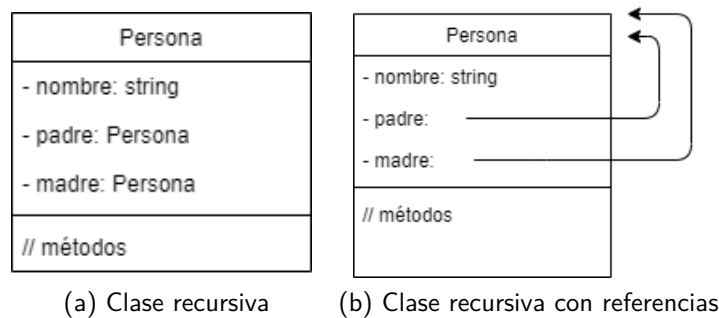 Persona
- nombre: string
- padre: Persona
- madre: Persona
// métodos
(a) Clase recursiva
Persona
- nombre: string
- padre:
- madre:
// métodos
(b) Clase recursiva con referencias